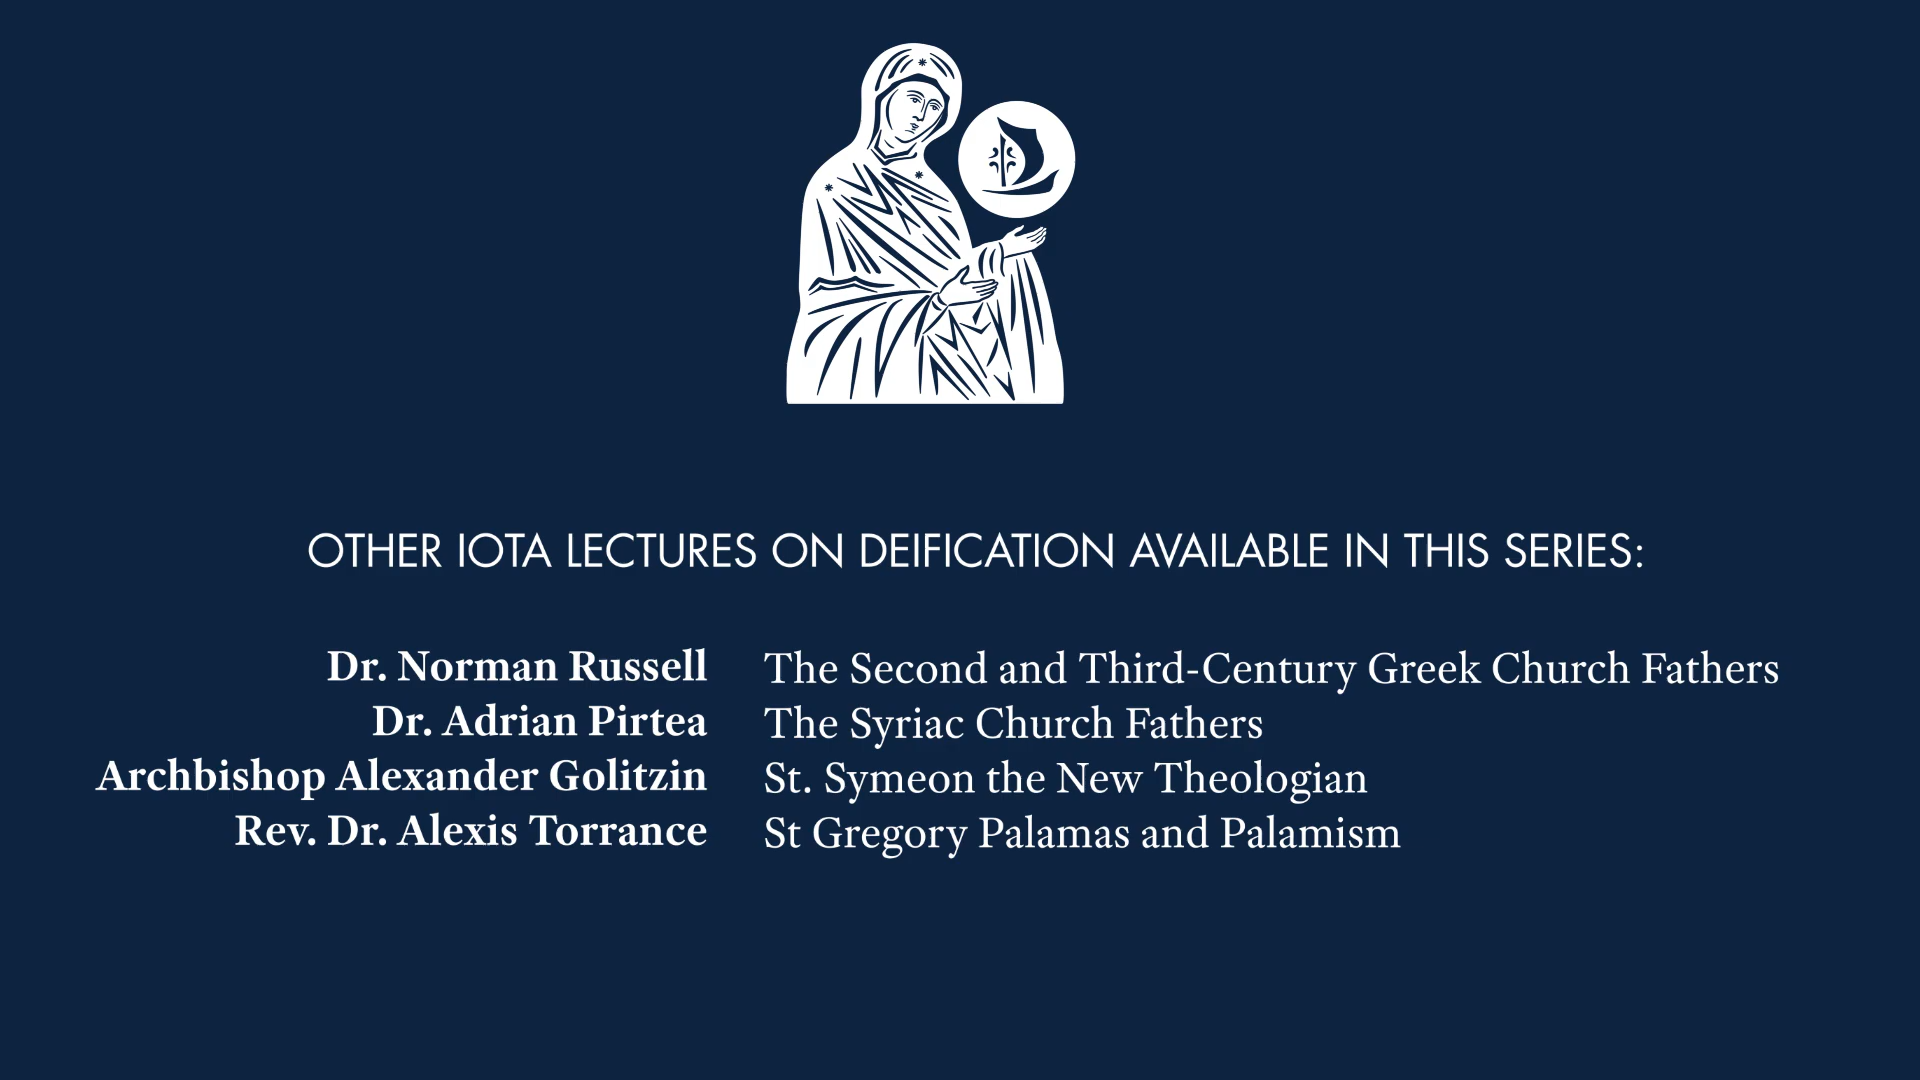 OTHER IOTA LECTURES ON DEIFICATION AVAILABLE IN THIS SERIES:
Dr. Norman Russell The Second and Third-Century Greek Church Fathers
Dr. Adrian Pirtea The Syriac Church Fathers
Archbishop Alexander Golitzin St. Symeon the New Theologian
Rev. Dr. Alexis Torrance St Gregory Palamas and Palamism